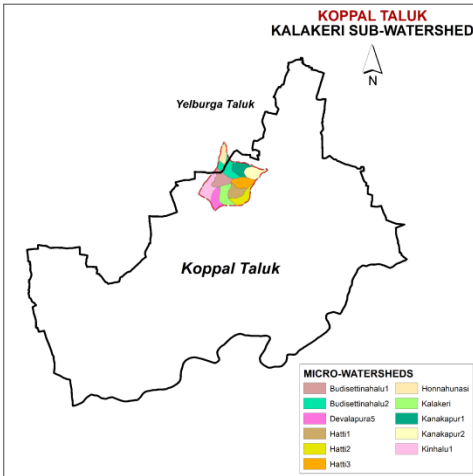 KOPPAL TALUK
KALAKERI SUB-WATERSHED
N
Yelburga Taluk
Koppal Taluk
MICRO-WATERSHEDS
Budisettinahalu1
Budisettinahalu2
Devalapura5
Hatti1
Hatti2
Hatti3
Honnahunasi
Kalakeri
Kanakapur1
Kanakapur2
Kinhalu1